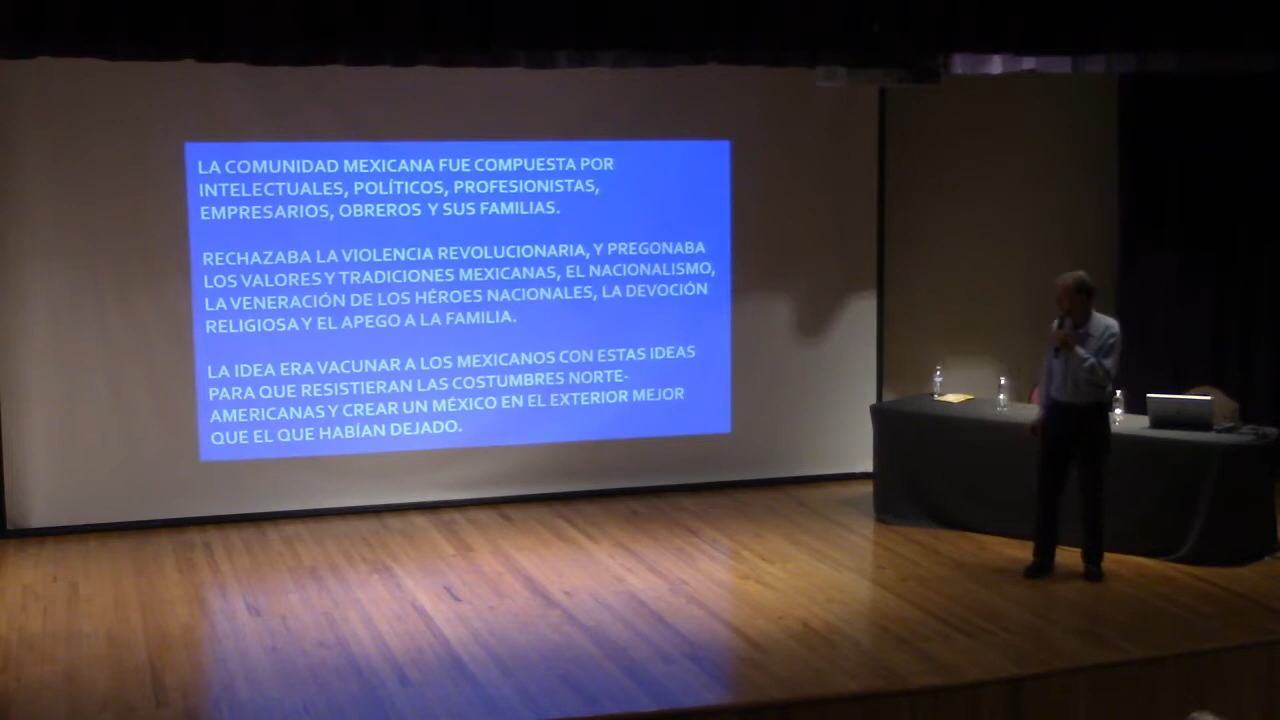 LA COMUNIDAD MEXICANA FUE COMPUESTA POR
INTELECTUALES, POLÍTICOS, PROFESIONISTAS,
EMPRESARIOS, OBREROS Y SUS FAMILIAS.
RECHAZABA LA VIOLENCIA REVOLUCIONARIA, Y PREGONABA
LOS VALORES Y TRADICIONES MEXICANAS, EL NACIONALISMO,
LA VENERACIÓN DE LOS HÉROES NACIONALES, LA DEVOCIÓN
RELIGIOSA Y EL APEGO A LA FAMILIA.
LA IDEA ERA VACUNAR A LOS MEXICANOS CON ESTAS IDEAS
PARA QUE RESISTIERAN LAS COSTUMBRES NORTE-
AMERICANAS Y CREAR UN MÉXICO EN EL EXTERIOR MEJOR
QUE EL QUE HABÍAN DEJADO.